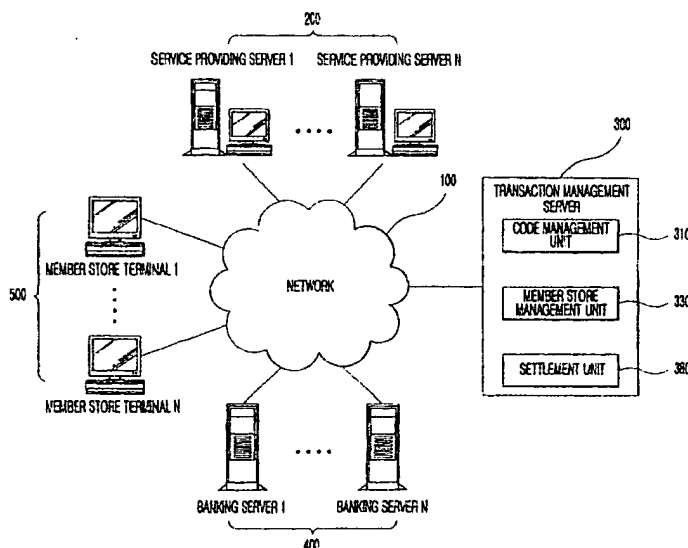 200
SERVICE PROVIDING SERVER 1
SERVICE PROVIDING SERVER N
300
100
TRANSACTION MANAGEMENT
SERVER
CODE MANAGEMENT
UNIT
310
MEMBER STORE TERMINAL 1
500
NETWORK
MEMBER STORE
MANAGEMENT UNIT
330
MEMBER STORE TERMINAL N
SETTLEMENT UNIT
380
BANKING SERVER 1
BANKING SERVER N
400